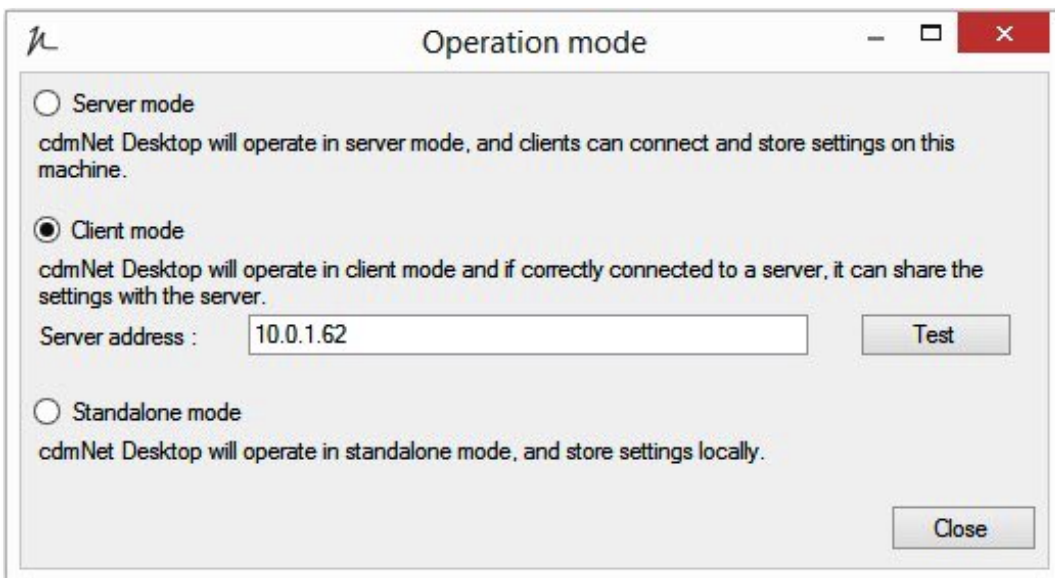 Operation mode
Server mode
cdmNet Desktop will operate in server mode, and clients can connect and store settings on this
machine.
Client mode
cdmNet Desktop will operate in client mode and if correctly connected to a server, it can share the
settings with the server.
Server address : 10.0.1.62 Test
Standalone mode
cdmNet Desktop will operate in standalone mode, and store settings locally.
Close